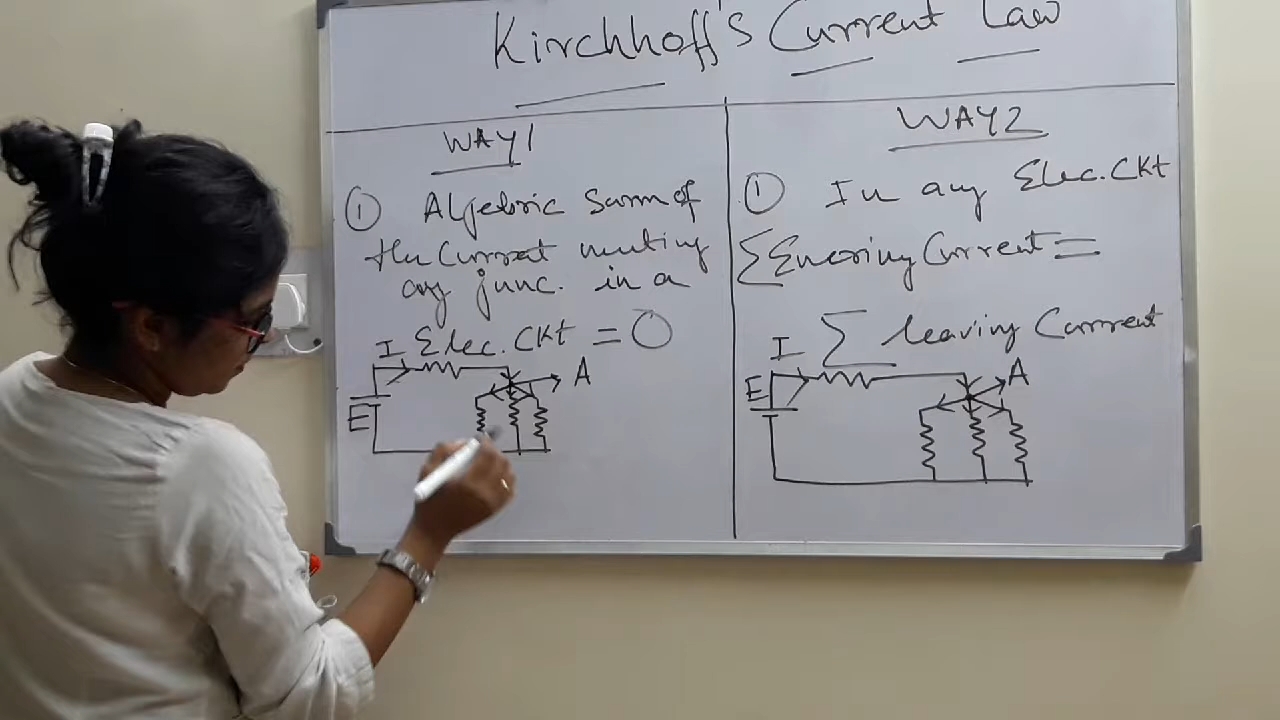 Kirchhoff's Current Law
WAY1
① Algebric Sum of
the Current meeting
any junc. in a
Elec. CKt = 0
I
E
A
WAY2
① In any Elec. CKt
∑ Enering Current =
∑ leaving Current
I
E
A